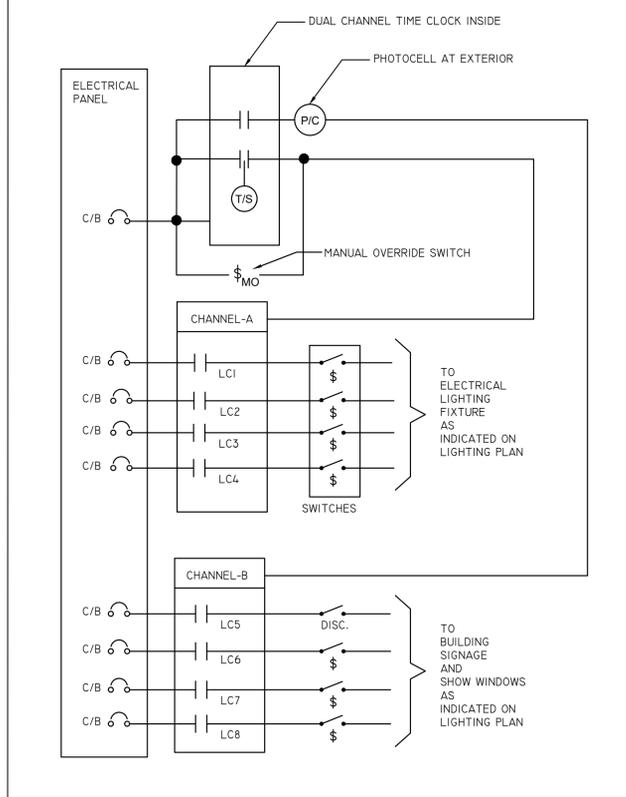 DUAL CHANNEL TIME CLOCK INSIDE
PHOTOCELL AT EXTERIOR
ELECTRICAL
PANEL
P/C
T/S
C/B
MANUAL OVERRIDE SWITCH
$MO
CHANNEL-A
C/B
LC1
$
C/B
LC2
$
C/B
LC3
$
C/B
LC4
$
TO
ELECTRICAL
LIGHTING
FIXTURE
AS
INDICATED ON
LIGHTING PLAN
SWITCHES
CHANNEL-B
C/B
LC5
DISC.
C/B
LC6
$
C/B
LC7
$
C/B
LC8
$
TO
BUILDING
SIGNAGE
AND
SHOW WINDOWS
AS
INDICATED ON
LIGHTING PLAN